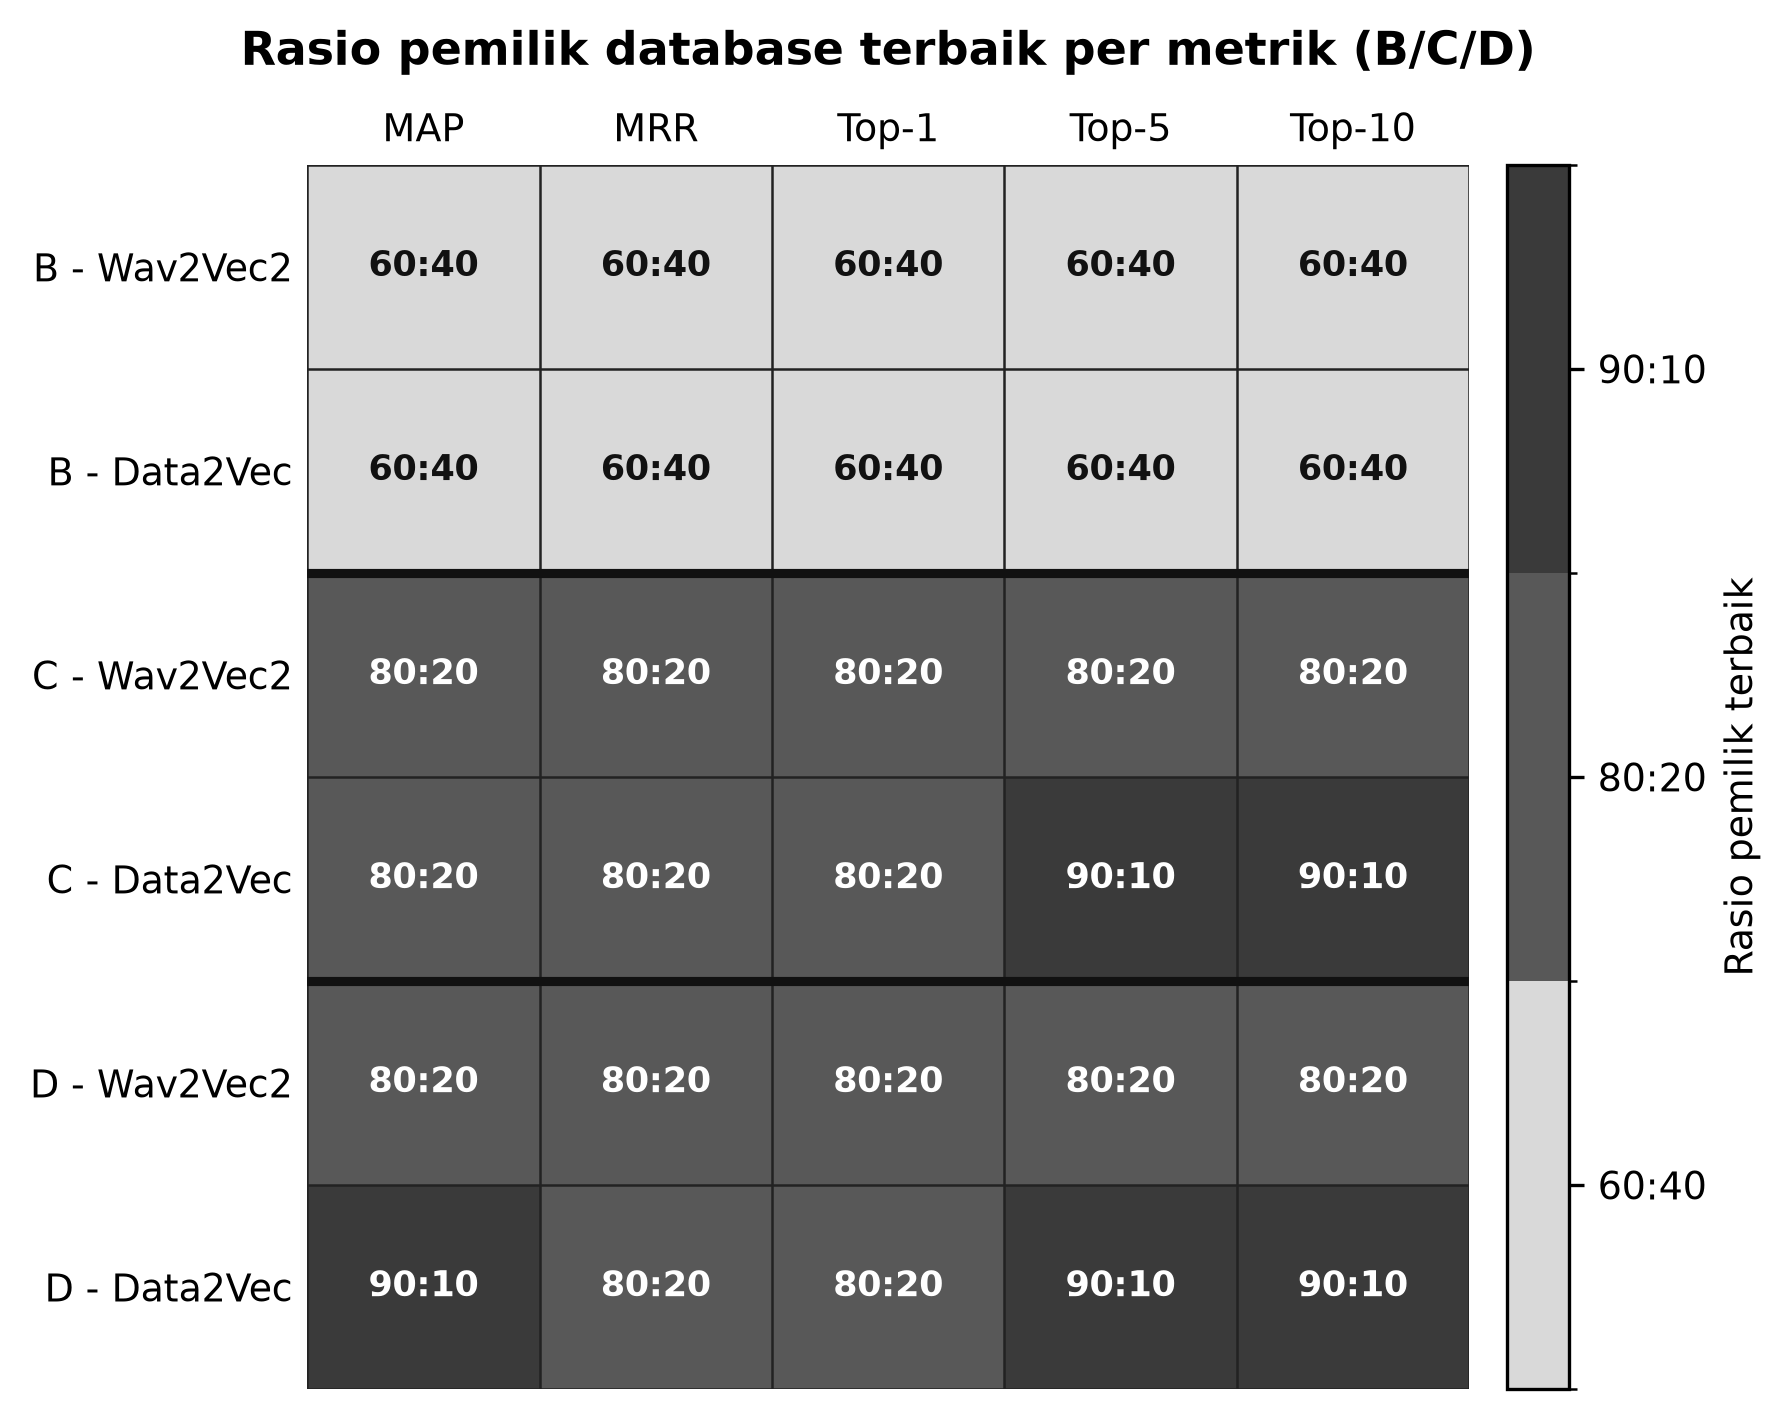 Rasio pemilik database terbaik per metrik (B/C/D)
MAP MRR Top-1 Top-5 Top-10
B - Wav2Vec2 60:40 60:40 60:40 60:40 60:40
B - Data2Vec 60:40 60:40 60:40 60:40 60:40
C - Wav2Vec2 80:20 80:20 80:20 80:20 80:20
C - Data2Vec 80:20 80:20 80:20 90:10 90:10
D - Wav2Vec2 80:20 80:20 80:20 80:20 80:20
D - Data2Vec 90:10 80:20 80:20 90:10 90:10
90:10
80:20
60:40
Rasio pemilik terbaik